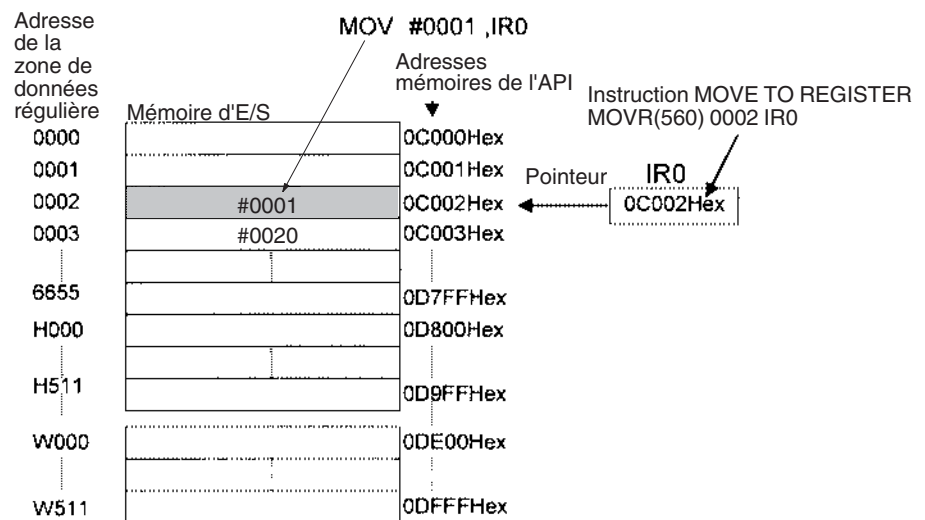 Adresse
de la
zone de
données
régulière
MOV #0001 ,IR0
Adresses
mémoires de l'API
Instruction MOVE TO REGISTER
MOVR(560) 0002 IR0
Mémoire d'E/S
0000
0C000Hex
0001
0C001Hex
Pointeur
IR0
0002
#0001
0C002Hex
0C002Hex
0003
#0020
0C003Hex
6655
0D7FFHex
H000
0D800Hex
H511
0D9FFHex
W000
0DE00Hex
W511
0DFFFHex